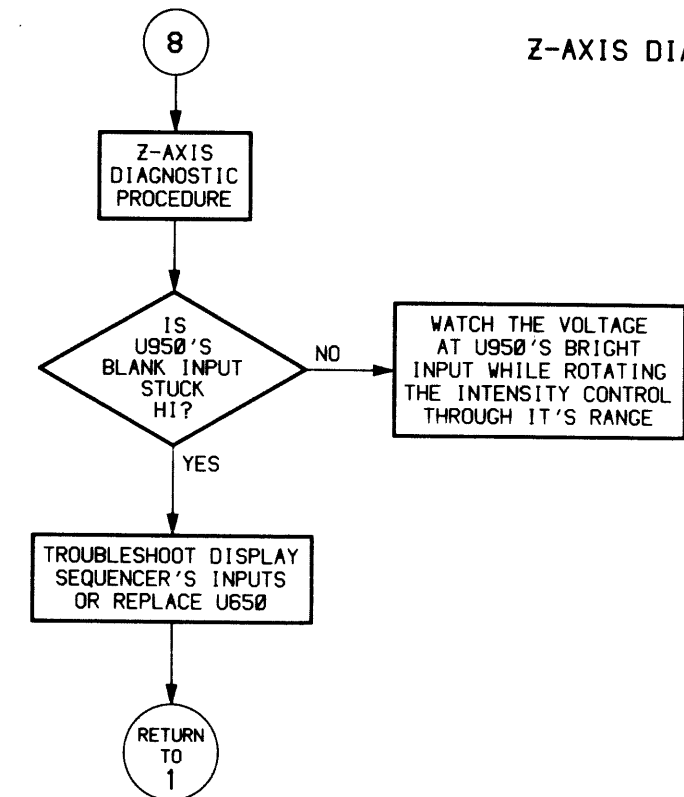 8
Z-AXIS
Z-AXIS
DIAGNOSTIC
PROCEDURE
IS
U950'S
BLANK INPUT
STUCK
HI?
NO
WATCH THE VOLTAGE
AT U950'S BRIGHT
INPUT WHILE ROTATING
THE INTENSITY CONTROL
THROUGH IT'S RANGE
YES
TROUBLESHOOT DISPLAY
SEQUENCER'S INPUTS
OR REPLACE U650
RETURN
TO
1